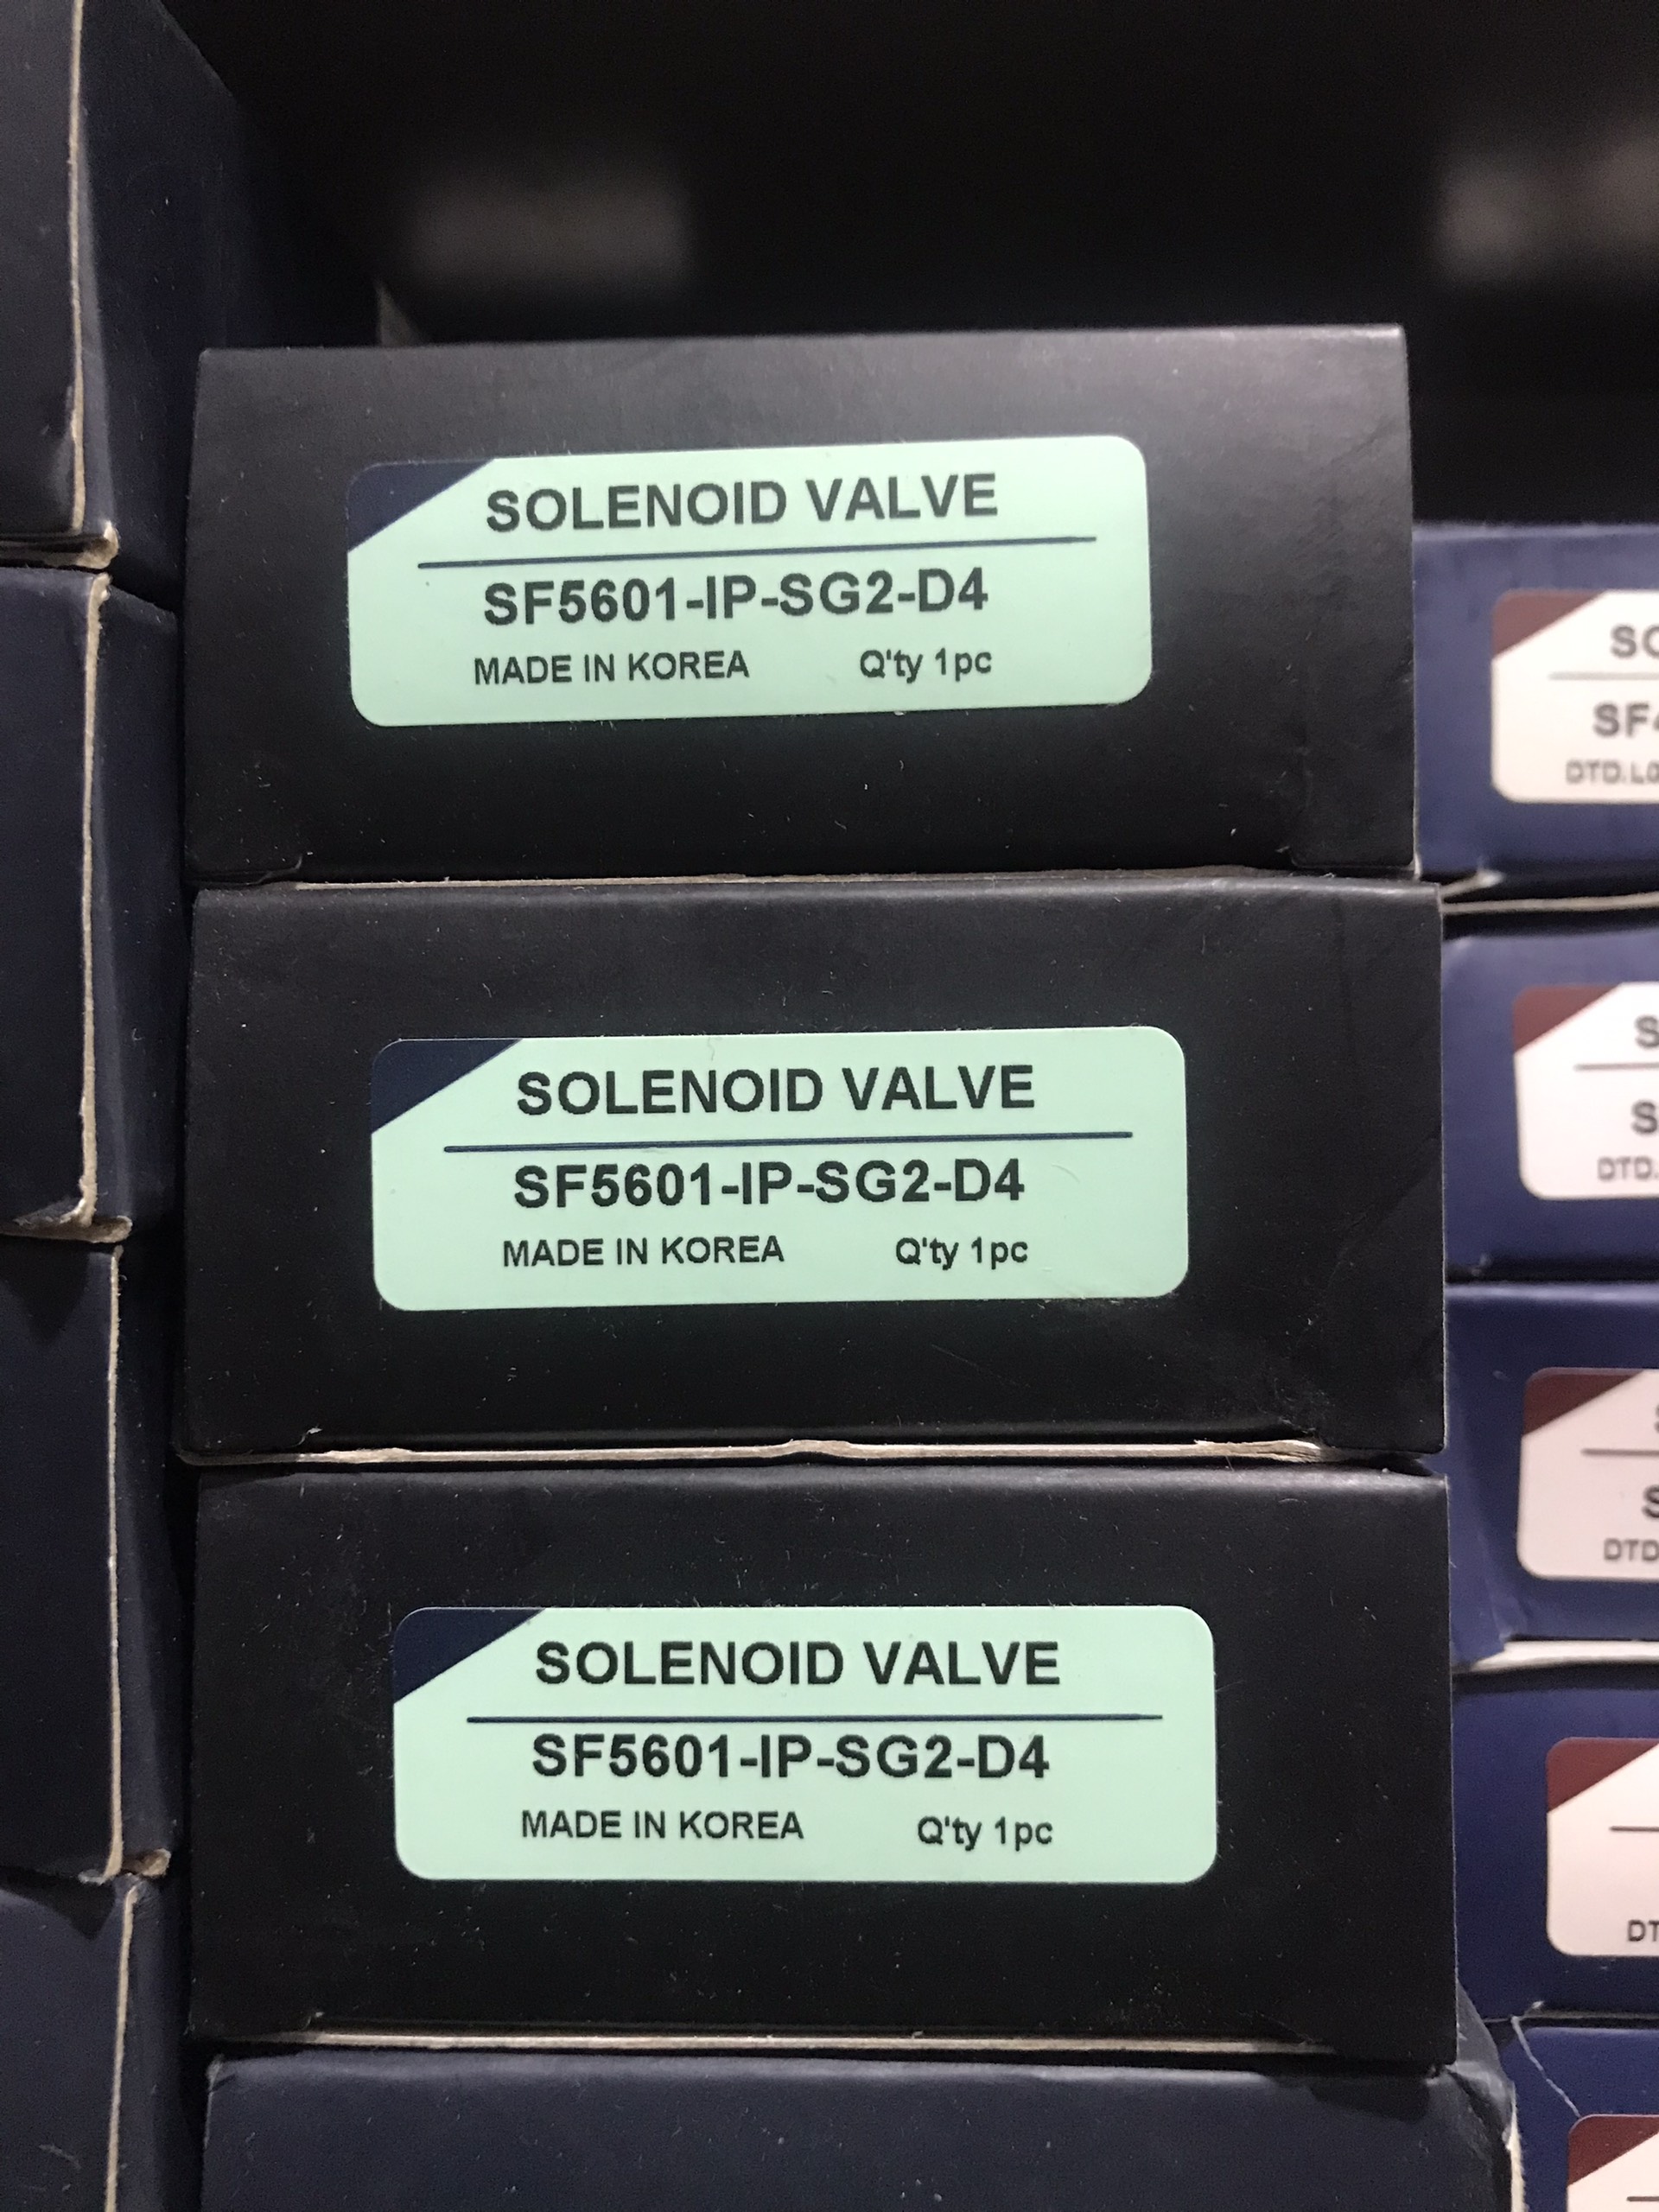 SOLENOID VALVE
SF5601-IP-SG2-D4
MADE IN KOREA Q'ty 1pc
SOLENOID VALVE
SF5601-IP-SG2-D4
MADE IN KOREA Q'ty 1pc
SOLENOID VALVE
SF5601-IP-SG2-D4
MADE IN KOREA Q'ty 1pc